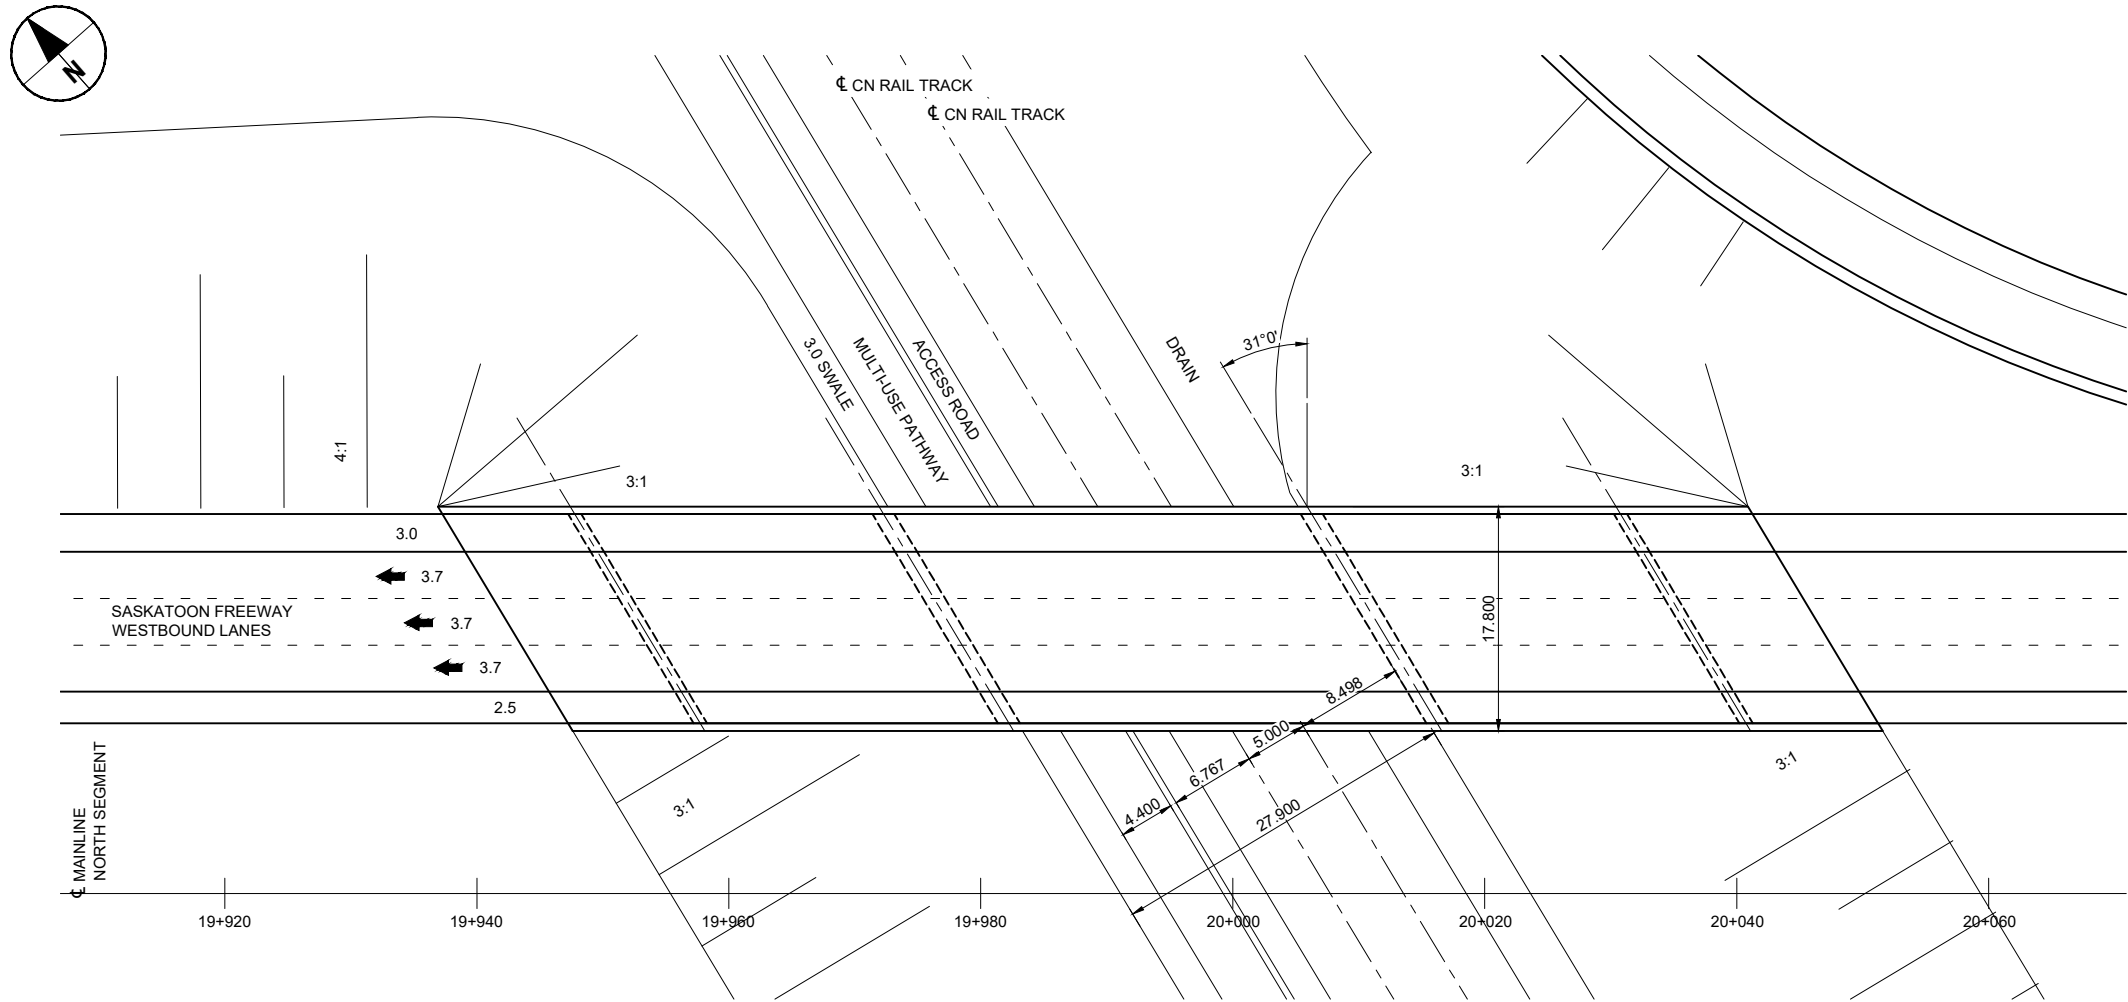 N
℄ CN RAIL TRACK
℄ CN RAIL TRACK
3.0 SWALE
MULTI-USE PATHWAY
ACCESS ROAD
DRAIN
31°0'
4:1
3:1
3:1
3.0
3.7
SASKATOON FREEWAY
WESTBOUND LANES
3.7
3.7
2.5
17.800
8.498
5.000
6.767
4.400
27.900
3:1
3:1
℄ MAINLINE
NORTH SEGMENT
19+920
19+940
19+960
19+980
20+000
20+020
20+040
20+060